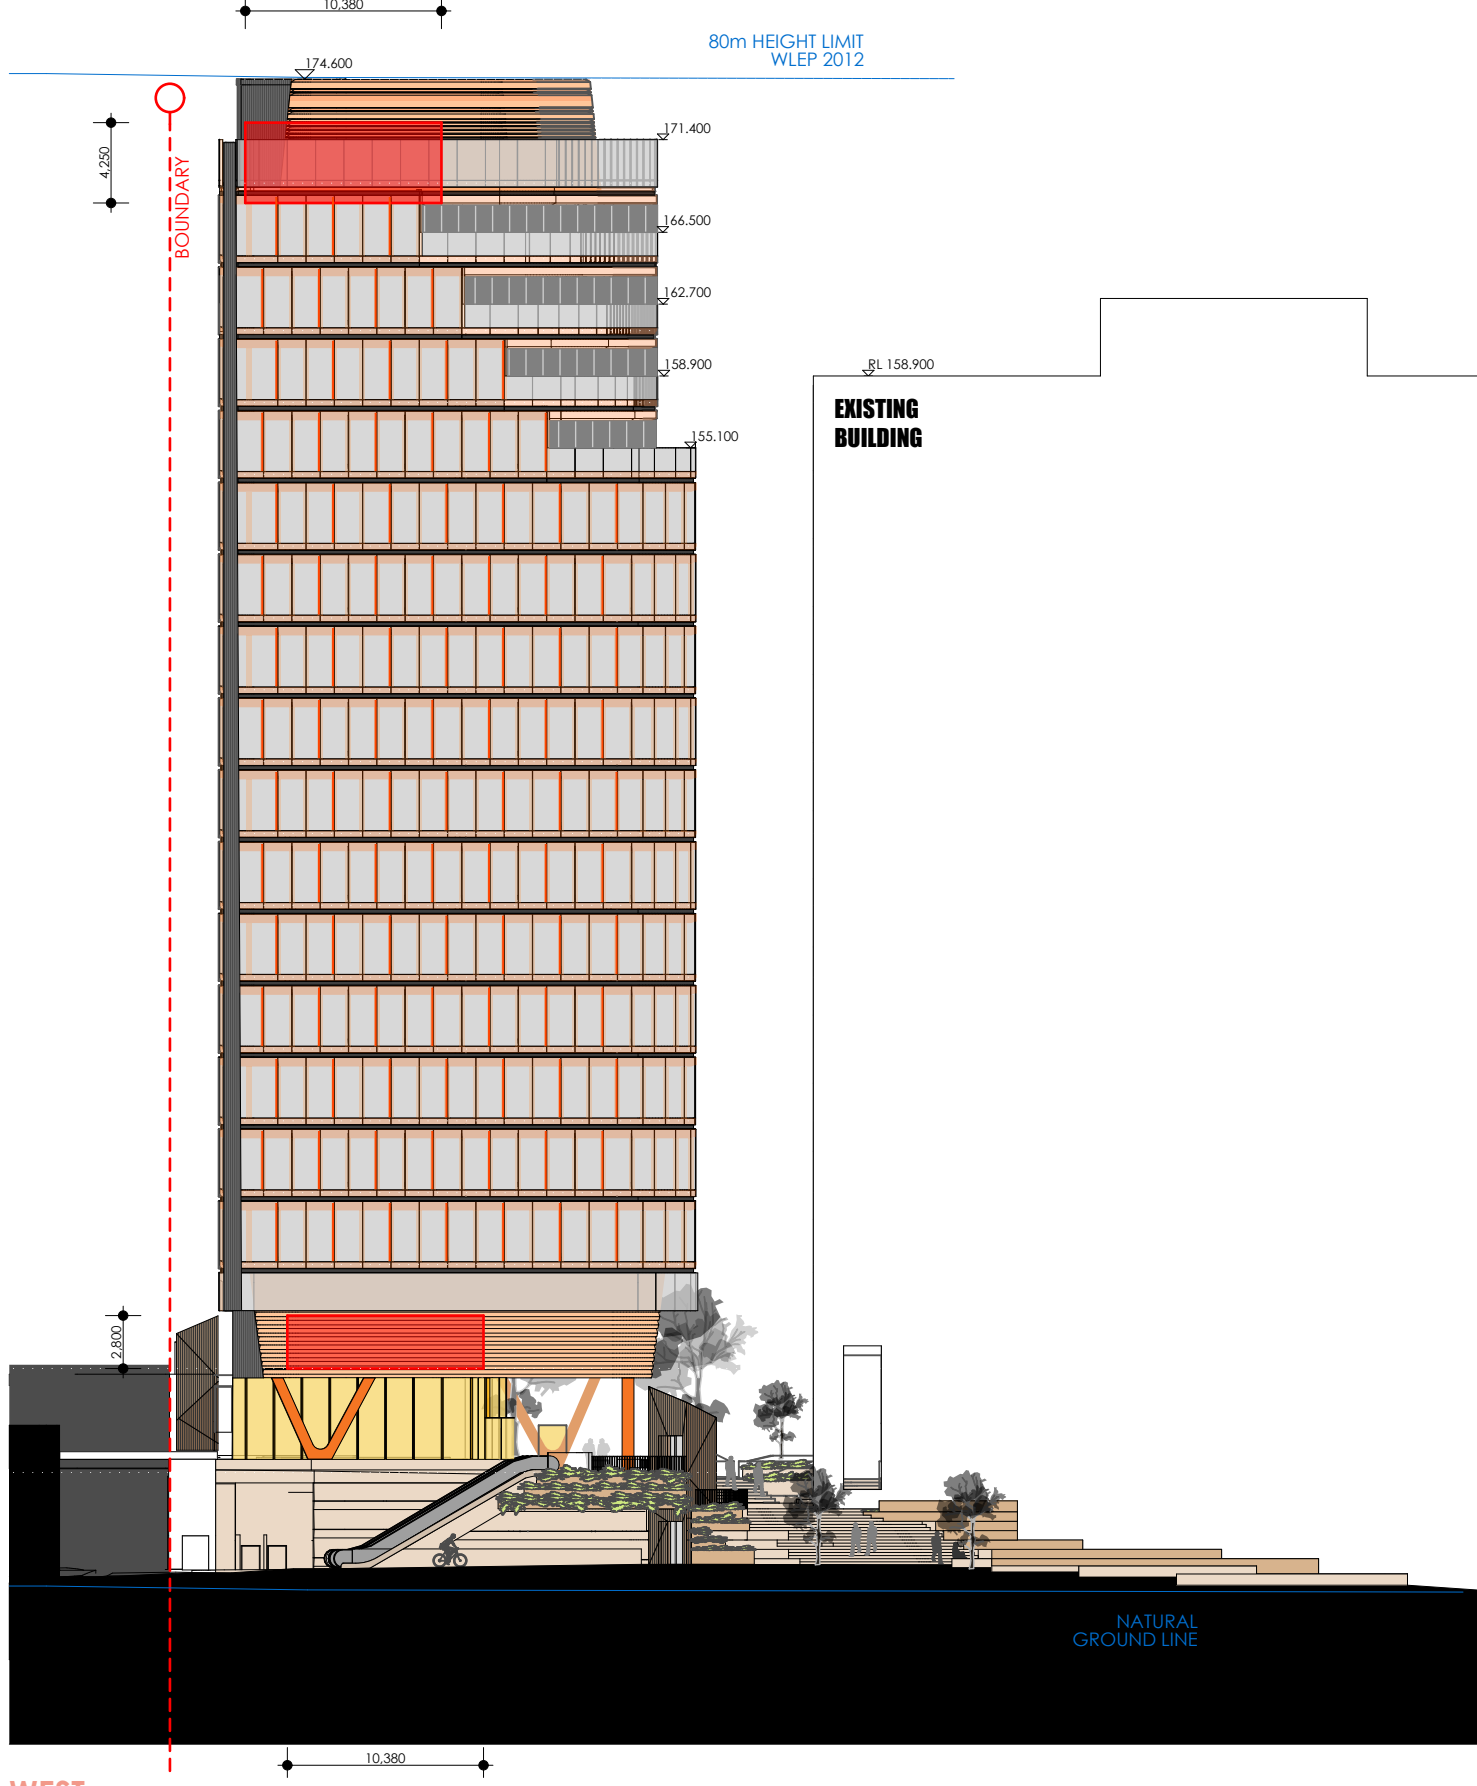 10,380
80m HEIGHT LIMIT
WLEP 2012
174.600
171.400
4,250
BOUNDARY
166.500
162.700
158.900
RL 158.900
EXISTING
BUILDING
155.100
2,800
NATURAL
GROUND LINE
10,380
WEST